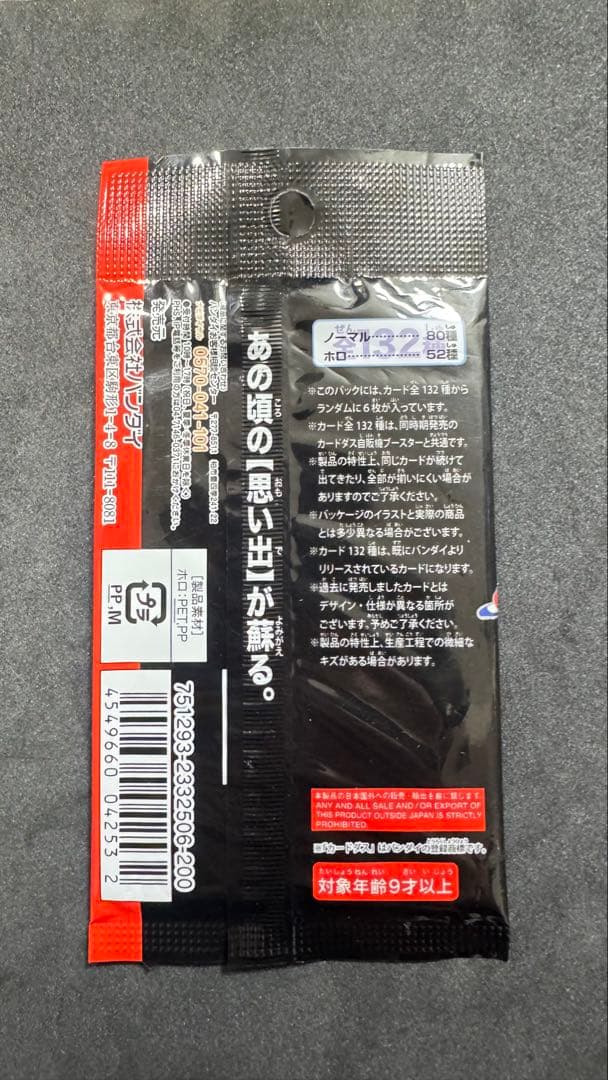 全132種
ノーマル……………80種
ホロ…………………52種
※このパックには、カード全132種から
ランダムに6枚が入っています。
※カード全132種は、同時期発売の
カードダス自販機ブースターと共通です。
※製品の特性上、同じカードが続けて
出てきたり、全部が揃いにくい場合が
ありますのでご了承ください。
※パッケージのイラストと実際の商品
とは多少異なる場合がございます。
※カード132種は、既にバンダイより
リリースされているカードになります。
※過去に発売しましたカードとは
デザイン・仕様が異なる箇所が
ございます。予めご了承ください。
※製品の特性上、生産工程での微細な
キズがある場合があります。
本製品の日本国外への販売・輸出を厳に禁じます。
ANY AND ALL SALE AND/OR EXPORT OF
THIS PRODUCT OUTSIDE JAPAN IS STRICTLY
PROHIBITED.
※「カードダス」はバンダイの登録商標です。
対象年齢9才以上
あの頃の【思い出】が蘇る。
0570-041-101
発売元
株式会社バンダイ
東京都台東区駒形1-4-8 〒111-8081
[製品素材]
ホロ:PET・PP
プラ
PP,M
751293-2332506-200
4549660 042532